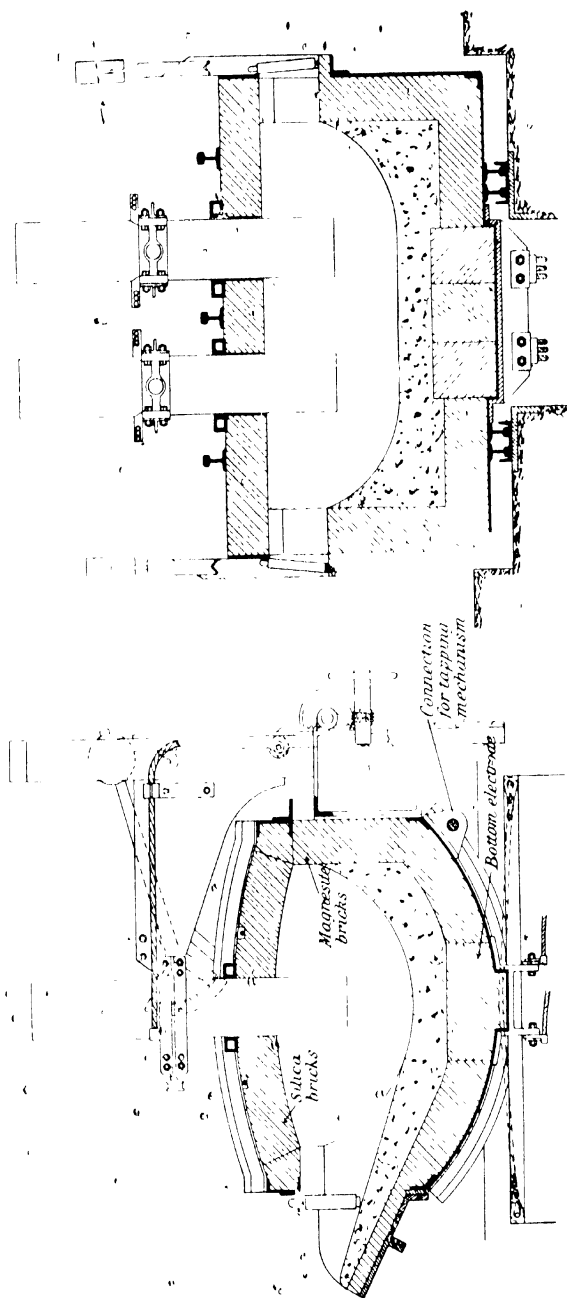 Connection
for tapping
mechanism
Bottom electrode
Magnesite
bricks
Silica
bricks